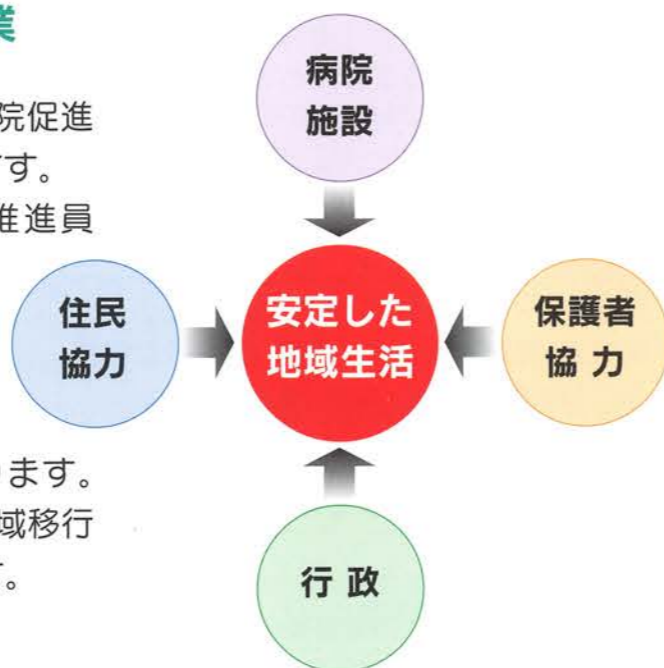 業
院促進
す。
推進員
ります。
域移行
す。
病院
施設
住民
協力
安定した
地域生活
保護者
協 力
行 政